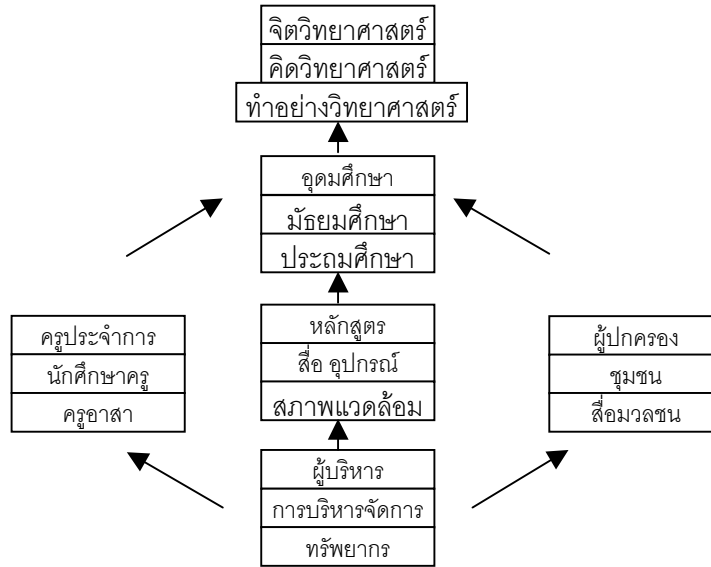 จิตวิทยาศาสตร์
คิดวิทยาศาสตร์
ทำอย่างวิทยาศาสตร์
อุดมศึกษา
มัธยมศึกษา
ประถมศึกษา
ครูประจำการ
นักศึกษาครู
ครูอาสา
หลักสูตร
สื่อ อุปกรณ์
สภาพแวดล้อม
ผู้ปกครอง
ชุมชน
สื่อมวลชน
ผู้บริหาร
การบริหารจัดการ
ทรัพยากร